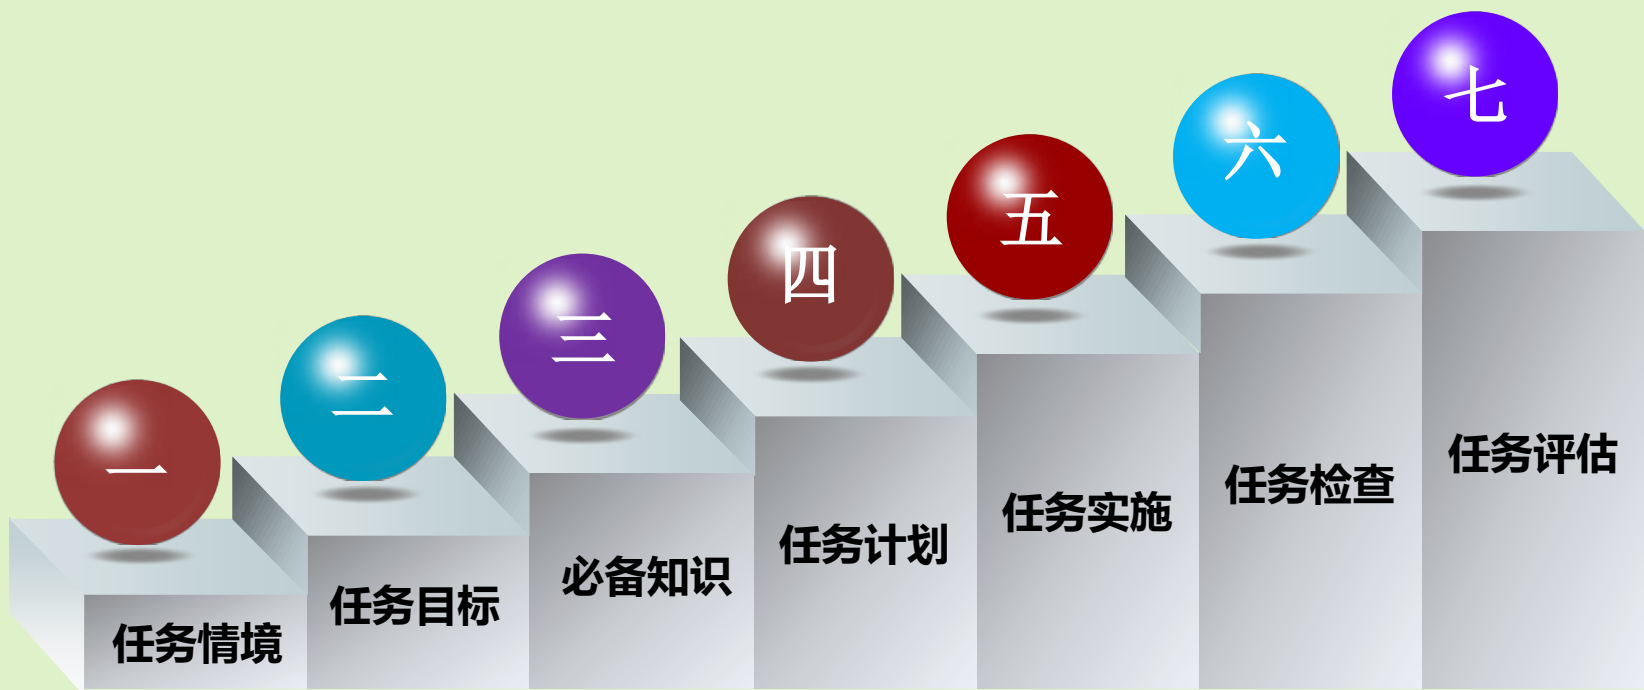 一
任务情境
二
任务目标
三
必备知识
四
任务计划
五
任务实施
六
任务检查
七
任务评估